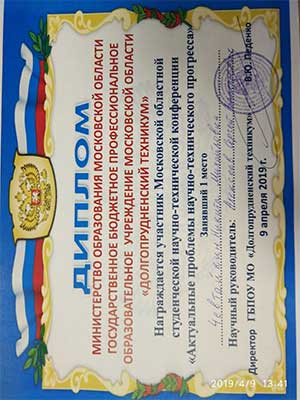 ДИПЛОМ
МИНИСТЕРСТВО ОБРАЗОВАНИЯ МОСКОВСКОЙ ОБЛАСТИ
ГОСУДАРСТВЕННОЕ БЮДЖЕТНОЕ ПРОФЕССИОНАЛЬНОЕ
ОБРАЗОВАТЕЛЬНОЕ УЧРЕЖДЕНИЕ МОСКОВСКОЙ ОБЛАСТИ
«ДОЛГОПРУДНЕНСКИЙ ТЕХНИКУМ»
Награждается участник Московской областной
студенческой научно-технической конференции
«Актуальные проблемы научно-технического прогресса»
Занявший 1 место
Научный руководитель:
Директор ГБПОУ МО «Долгопрудненский техникум» В.Ю. Леденко
9 апреля 2019 г.
2019/4/9 13:41